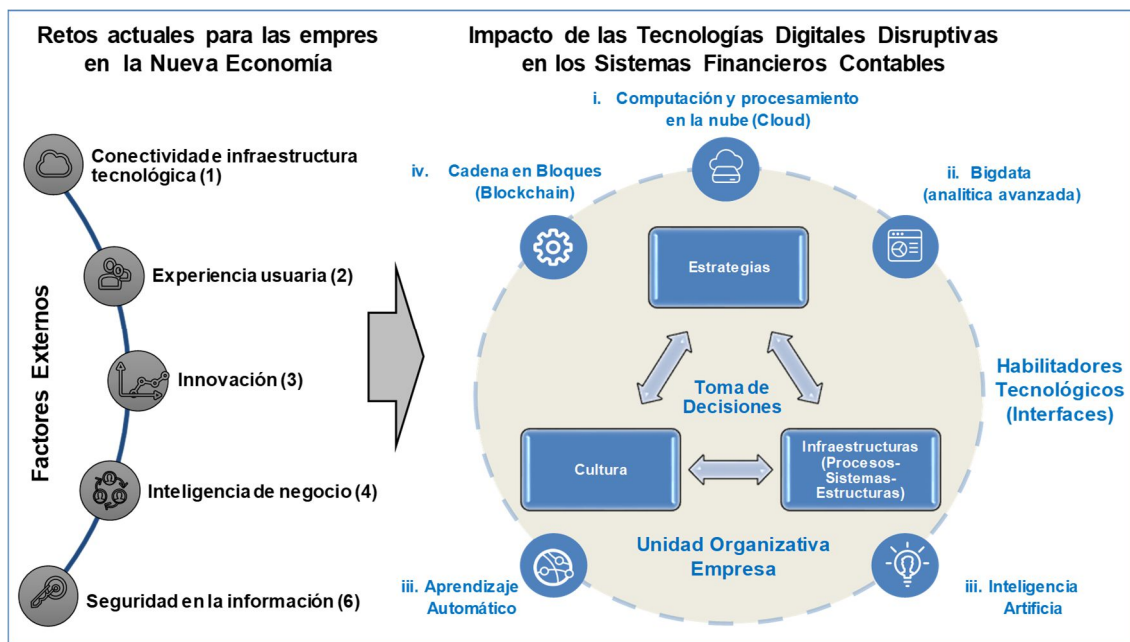 Retos actuales para las empres
en la Nueva Economía
Factores Externos
Conectividad e infraestructura
tecnológica (1)
Experiencia usuaria (2)
Innovación (3)
Inteligencia de negocio (4)
Seguridad en la información (6)
Impacto de las Tecnologías Digitales Disruptivas
en los Sistemas Financieros Contables
i. Computación y procesamiento
en la nube (Cloud)
iv. Cadena en Bloques
(Blockchain)
ii. Bigdata
(analitica avanzada)
Estrategias
Toma de
Decisiones
Habilitadores
Tecnológicos
(Interfaces)
Cultura
Infraestructuras
(Procesos-
Sistemas-
Estructuras)
Unidad Organizativa
Empresa
iii. Aprendizaje
Automático
iii. Inteligencia
Artificia